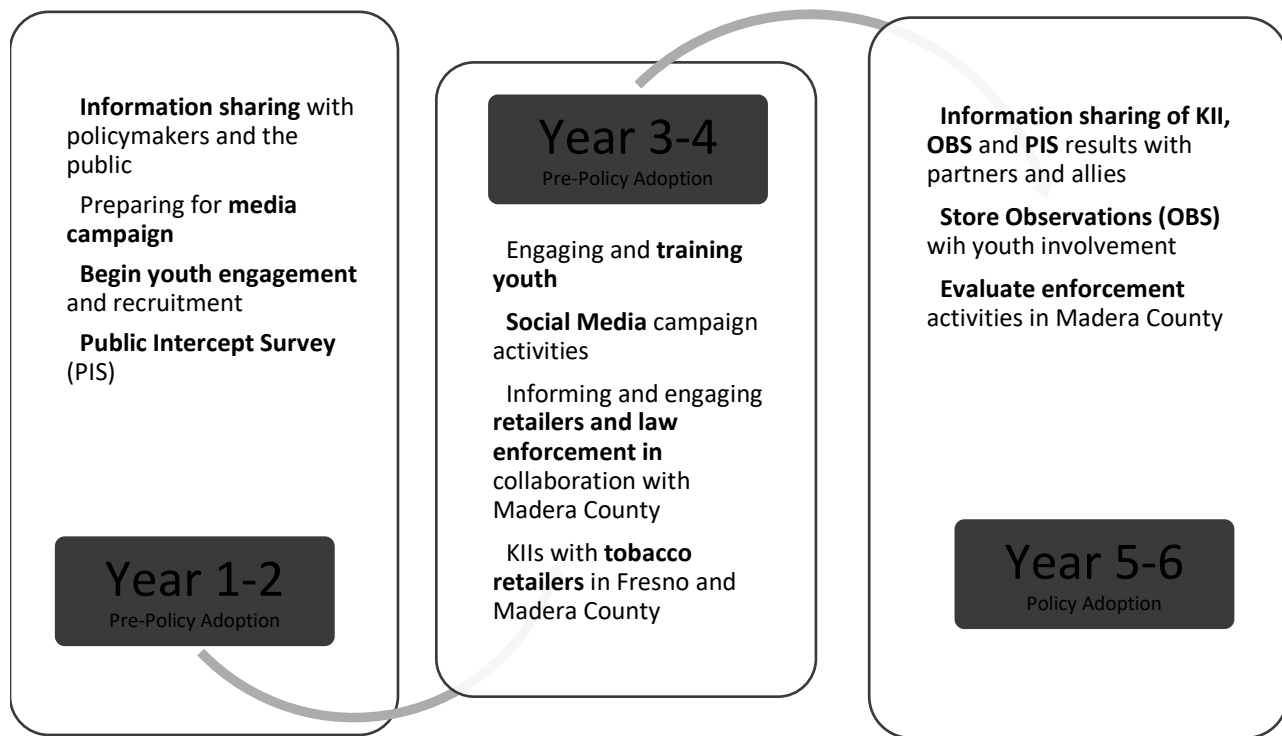 Information sharing with
policymakers and the
public
Preparing for media
campaign
Begin youth engagement
and recruitment
Public Intercept Survey
(PIS)
Year 1-2
Pre-Policy Adoption
Year 3-4
Pre-Policy Adoption
Engaging and training
youth
Social Media campaign
activities
Informing and engaging
retailers and law
enforcement in
collaboration with
Madera County
KIIs with tobacco
retailers in Fresno and
Madera County
Information sharing of KII,
OBS and PIS results with
partners and allies
Store Observations (OBS)
wih youth involvement
Evaluate enforcement
activities in Madera County
Year 5-6
Policy Adoption